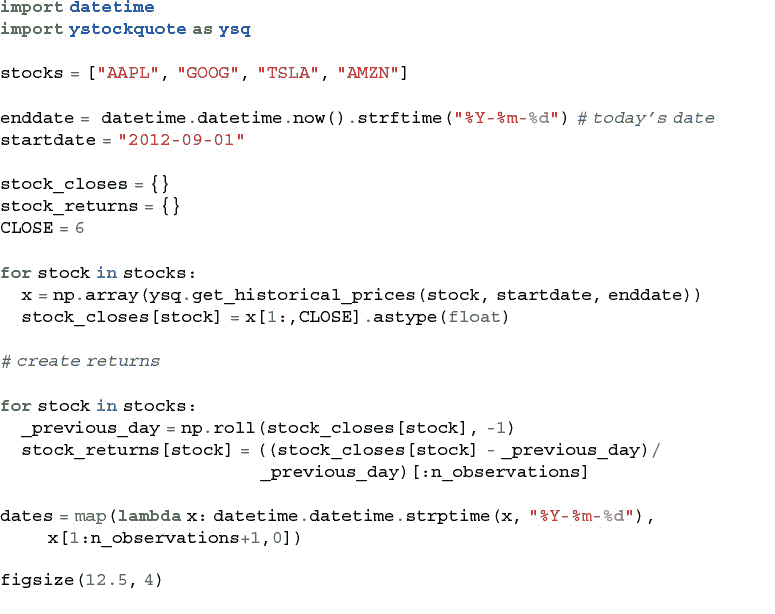 import datetime
import ystockquote as ysq
stocks = ["AAPL", "GOOG", "TSLA", "AMZN"]
enddate = datetime.datetime.now().strftime("%Y-%m-%d") # today's date
startdate = "2012-09-01"
stock_closes = {}
stock_returns = {}
CLOSE = 6
for stock in stocks:
  x = np.array(ysq.get_historical_prices(stock, startdate, enddate))
  stock_closes[stock] = x[1:,CLOSE].astype(float)
# create returns
for stock in stocks:
  _previous_day = np.roll(stock_closes[stock], -1)
  stock_returns[stock] = ((stock_closes[stock] - _previous_day)/
                         _previous_day)[:n_observations]
dates = map(lambda x: datetime.datetime.strptime(x, "%Y-%m-%d"),
     x[1:n_observations+1,0])
figsize(12.5, 4)